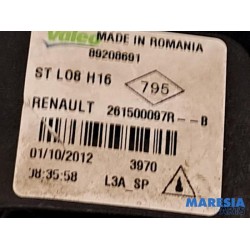 Valeo
MADE IN ROMANIA
89208691
ST L08 H16
795
RENAULT 261500097R--B
01/10/2012 3970
08:35:58 L3A_SP
MARESIA